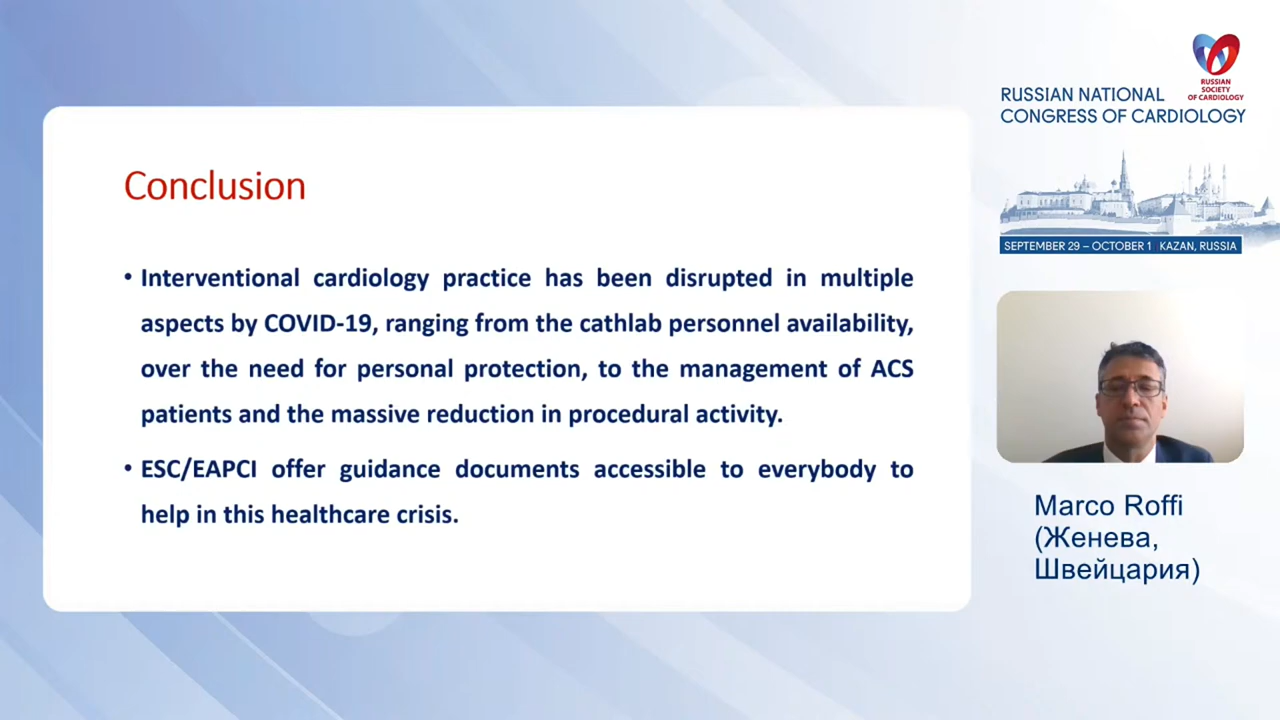 Conclusion
• Interventional cardiology practice has been disrupted in multiple
aspects by COVID-19, ranging from the cathlab personnel availability,
over the need for personal protection, to the management of ACS
patients and the massive reduction in procedural activity.
• ESC/EAPCI offer guidance documents accessible to everybody to
help in this healthcare crisis.
RUSSIAN
SOCIETY
OF CARDIOLOGY
RUSSIAN NATIONAL
CONGRESS OF CARDIOLOGY
SEPTEMBER 29 – OCTOBER 1 KAZAN, RUSSIA
Marco Roffi
(Женева,
Швейцария)